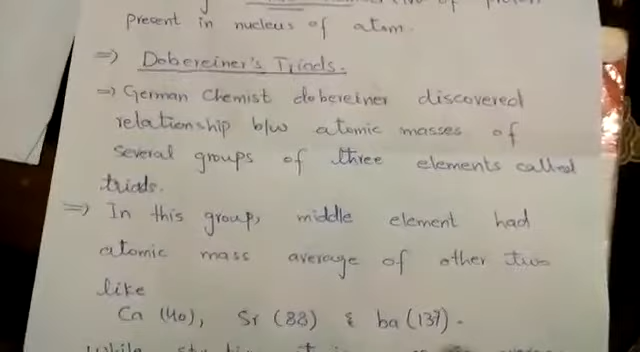 present in nucleus of atom.
=) Dobereiner's Triads.
=) German Chemist dobereiner discovered
relationship b/w atomic masses of
several groups of three elements called
triads.
=) In this group, middle element had
atomic mass average of other two
like
Ca (40), Sr (88) & ba (137).